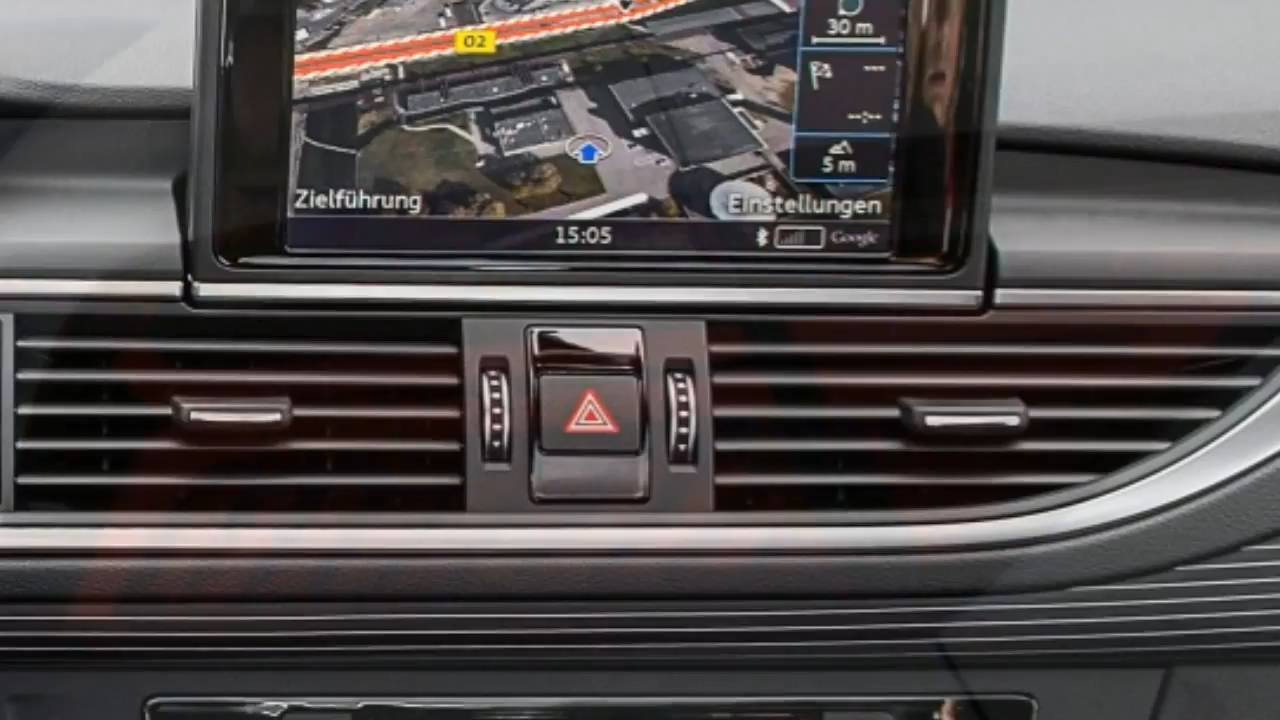 30 m
02
---
--:--
5 m
Zielführung
Einstellungen
15:05
Google